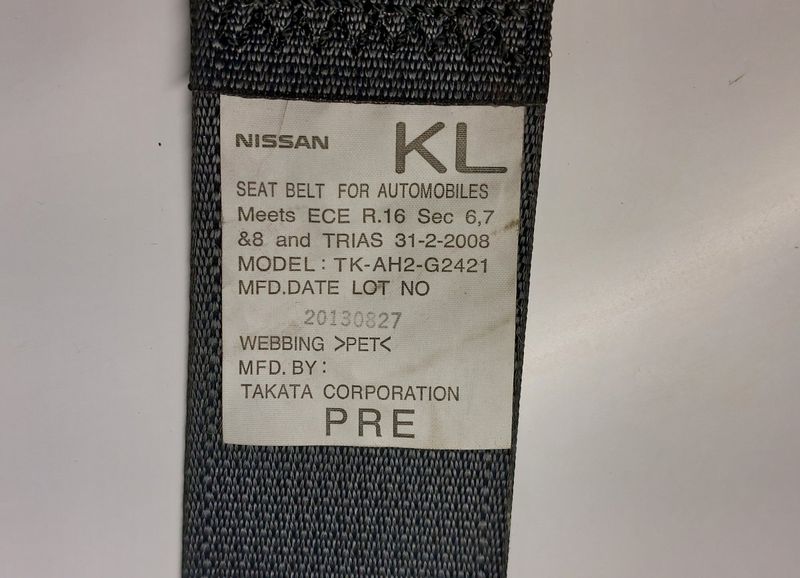 NISSAN KL
SEAT BELT FOR AUTOMOBILES
Meets ECE R.16 Sec 6,7
&8 and TRIAS 31-2-2008
MODEL: TK-AH2-G2421
MFD.DATE LOT NO
20130827
WEBBING >PET<
MFD. BY:
TAKATA CORPORATION
PRE